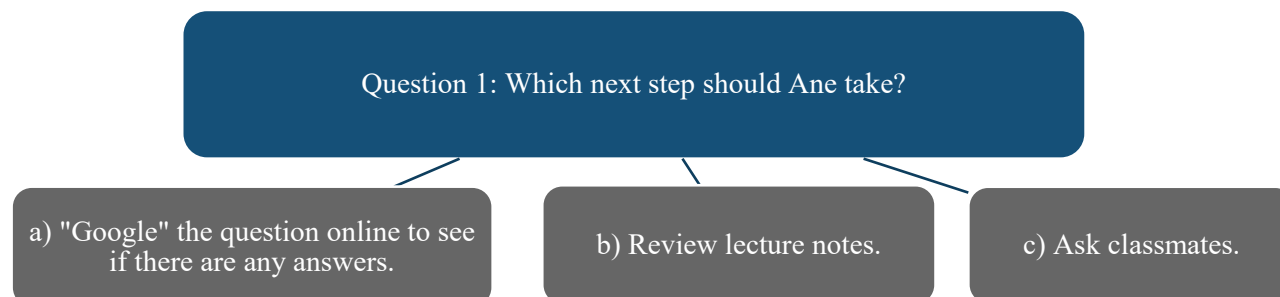 Question 1: Which next step should Ane take?
a) "Google" the question online to see
if there are any answers.
b) Review lecture notes.
c) Ask classmates.